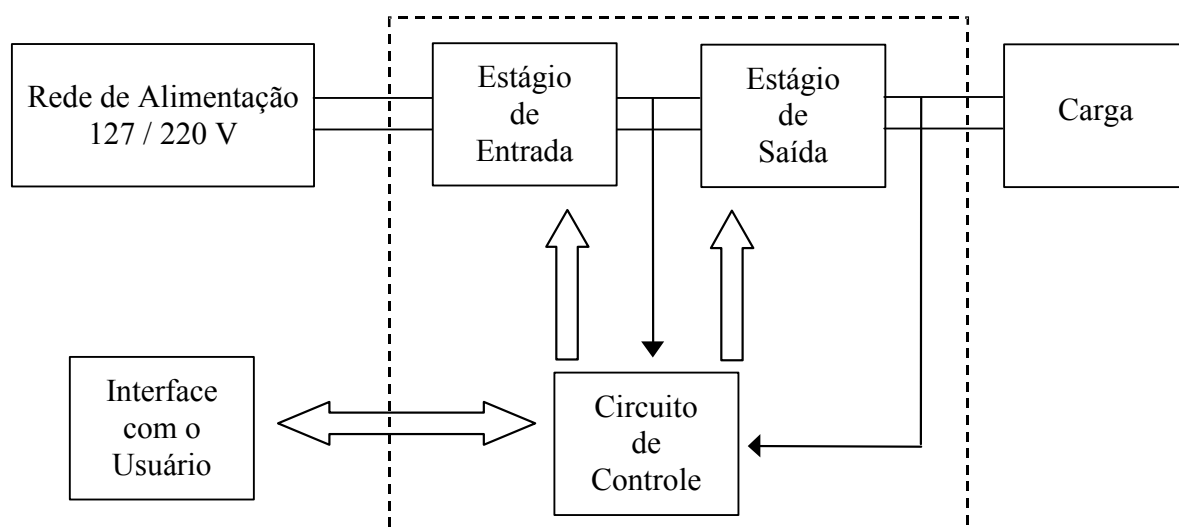 Rede de Alimentação
127 / 220 V
Estágio
de
Entrada
Estágio
de
Saída
Carga
Interface
com o
Usuário
Circuito
de
Controle